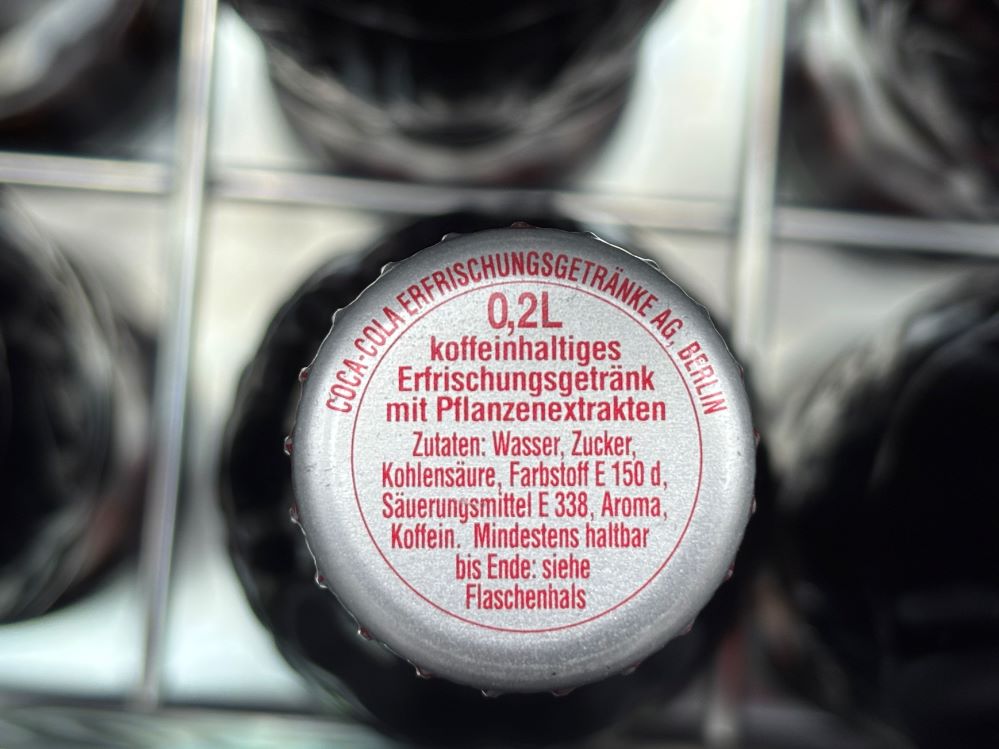 COCA-COLA ERFRISCHUNGSGETRÄNKE AG, BERLIN
0,2L
koffeinhaltiges
Erfrischungsgetränk
mit Pflanzenextrakten
Zutaten: Wasser, Zucker,
Kohlensäure, Farbstoff E 150 d,
Säuerungsmittel E 338, Aroma,
Koffein. Mindestens haltbar
bis Ende: siehe
Flaschenhals